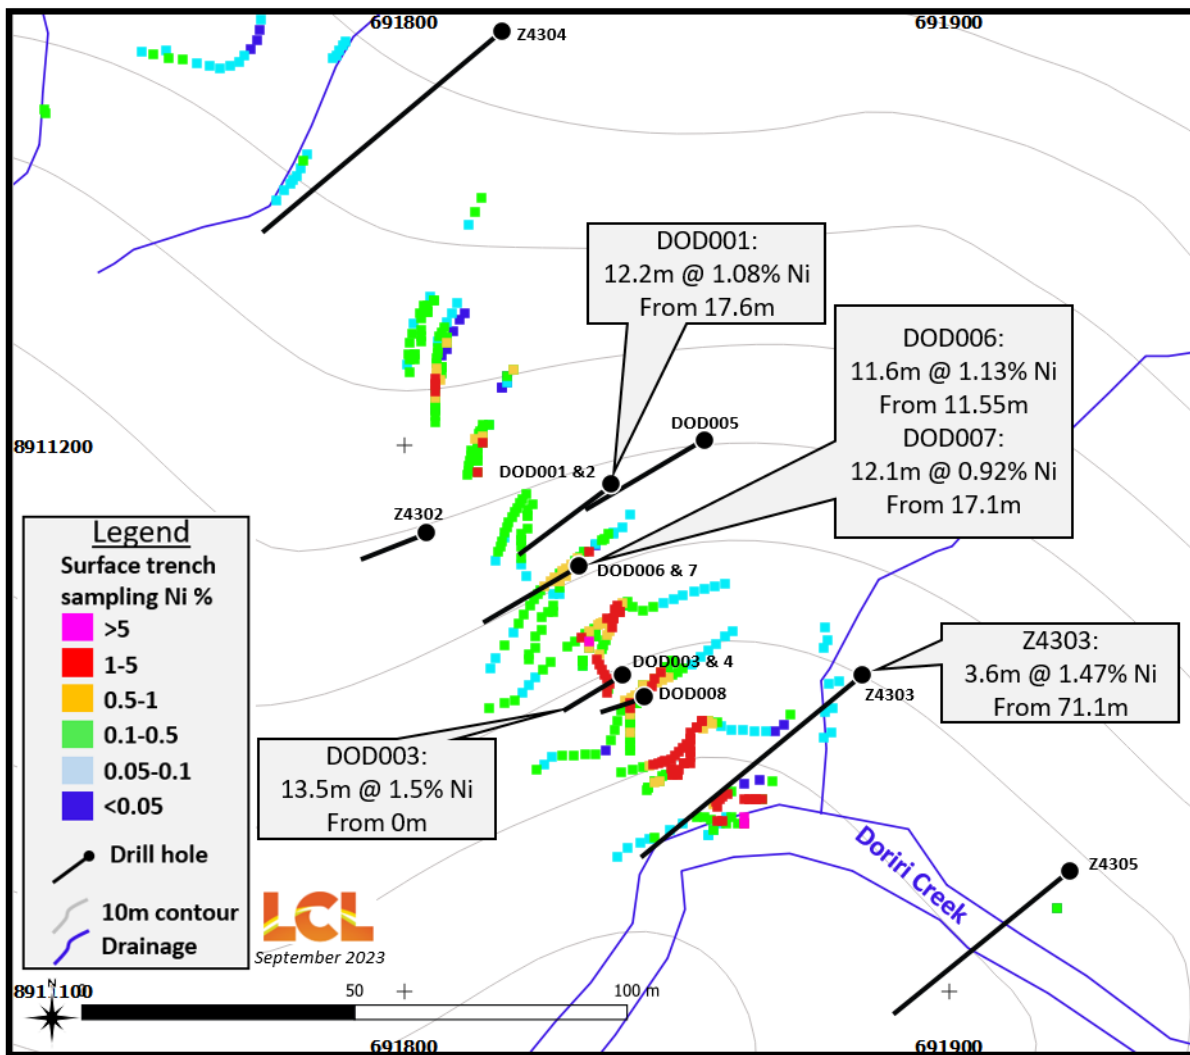 691800
691900
Z4304
DOD001:
12.2m @ 1.08% Ni
From 17.6m
DOD006:
11.6m @ 1.13% Ni
From 11.55m
DOD007:
12.1m @ 0.92% Ni
From 17.1m
DOD005
8911200
DOD001 &2
Z4302
DOD006 & 7
Legend
Surface trench
sampling Ni %
>5
1-5
0.5-1
0.1-0.5
0.05-0.1
<0.05
Drill hole
10m contour
Drainage
DOD003 & 4
DOD008
Z4303:
3.6m @ 1.47% Ni
From 71.1m
Z4303
DOD003:
13.5m @ 1.5% Ni
From 0m
Doriri Creek
Z4305
LCL
September 2023
8911100
N
0
50
100 m
691800
691900